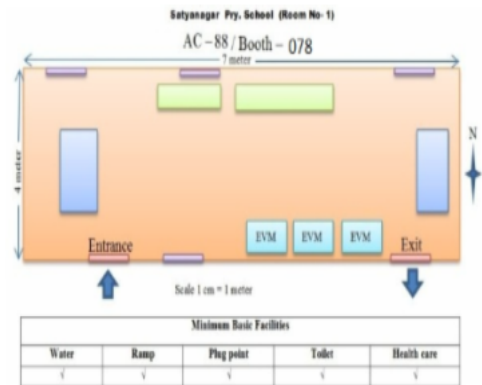 Satyanagar Pry. School (Room No- 1)
AC - 88 / Booth - 078
7 meter
4 meter
N
EVM EVM EVM
Entrance Exit
Scale 1 cm = 1 meter
Minimum Basic Facilities
Water Ramp Plug point Toilet Health care
√ √ √ √ √